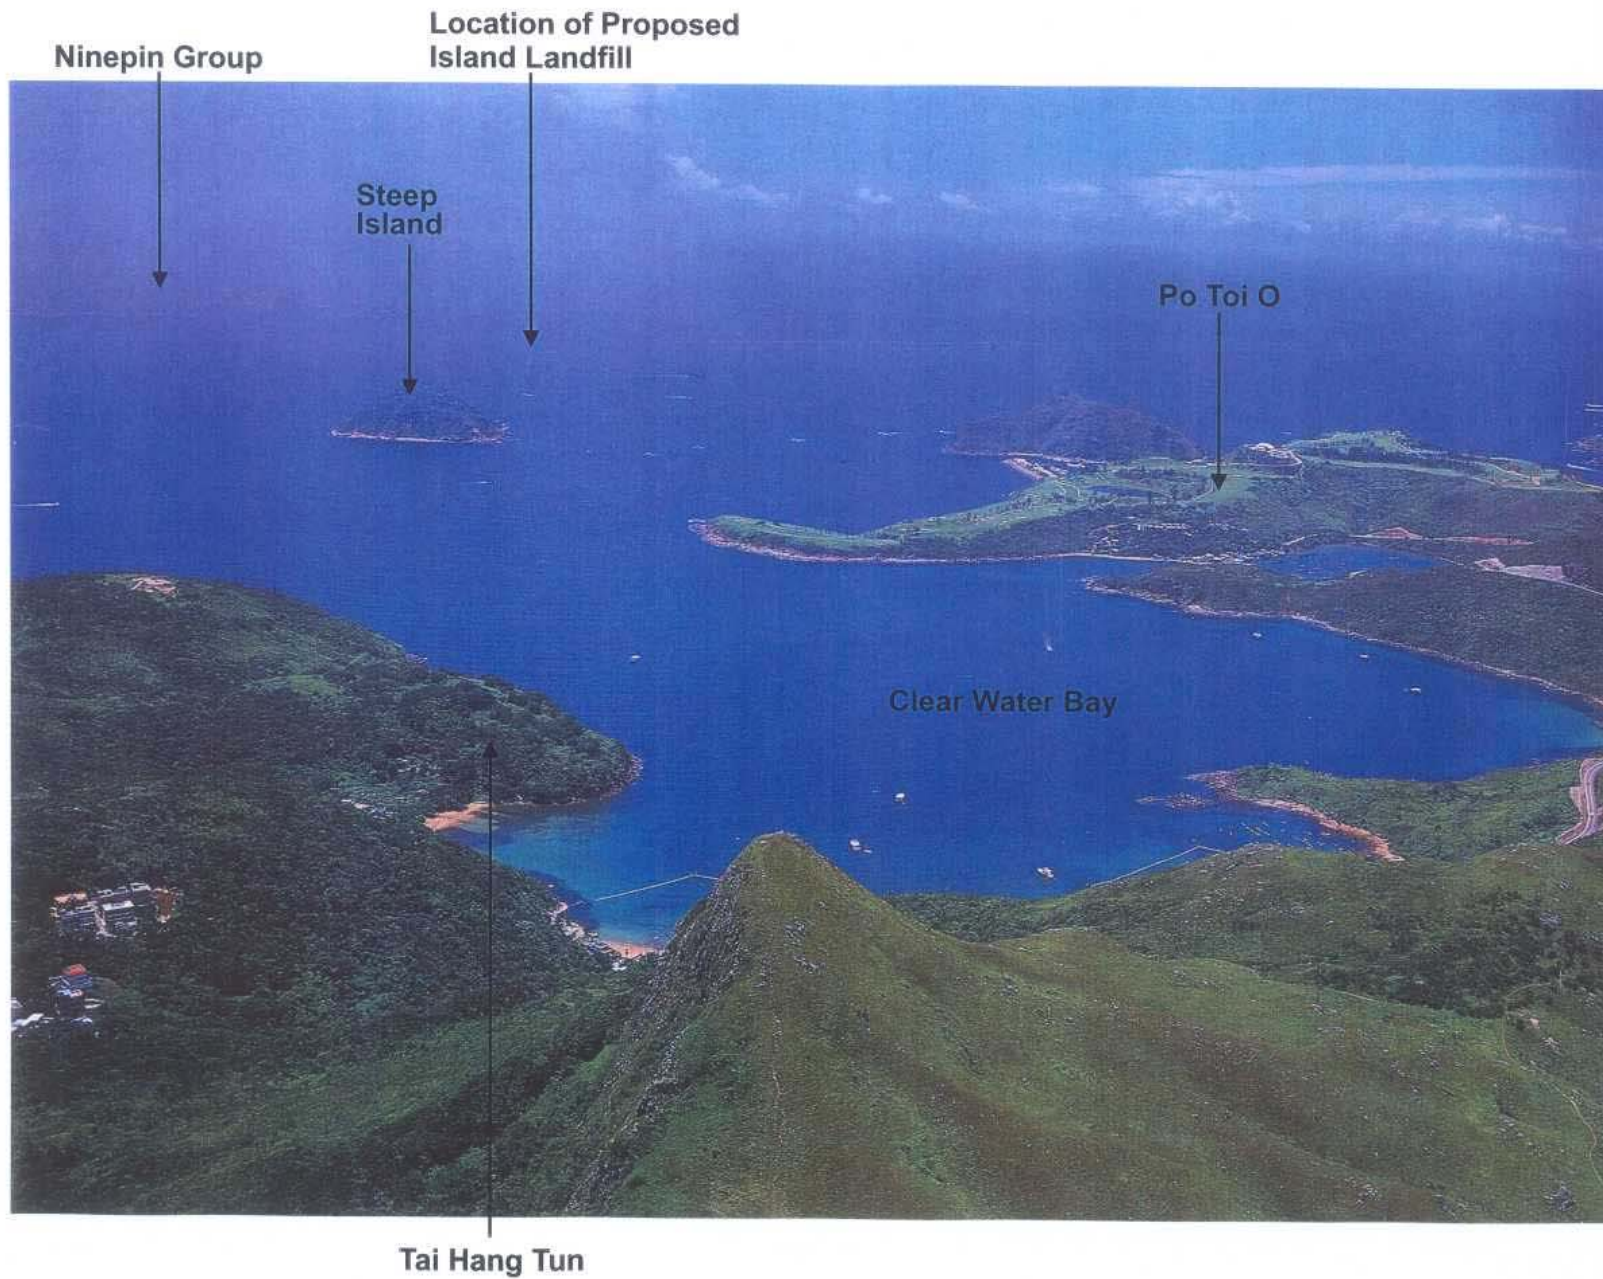 Location of Proposed
Ninepin Group
Island Landfill
Steep
Island
Po Toi O
Clear Water Bay
Tai Hang Tun